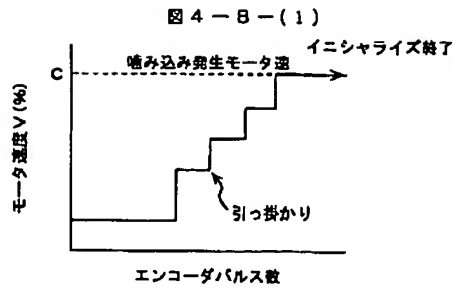 図4-8-(1)
イニシャライズ終了
C
噛み込み発生モータ速
モータ速度V(%)
引っ掛かり
エンコーダパルス数